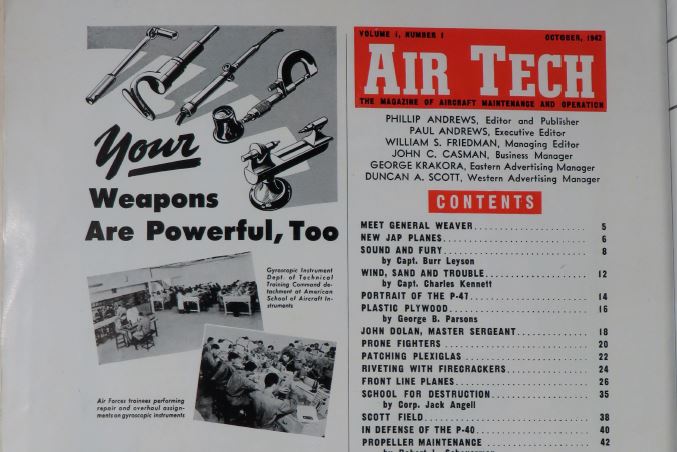 Your
Weapons
Are Powerful, Too
Gyroscopic Instrument
Dept. of Technical
Training Command de-
tachment at American
School of Aircraft In-
struments
Air Forces trainees performing
repair and overhaul assign-
ments on gyroscopic instruments
VOLUME 1, NUMBER 1 OCTOBER, 1942
AIR TECH
THE MAGAZINE OF AIRCRAFT MAINTENANCE AND OPERATION
PHILLIP ANDREWS, Editor and Publisher
PAUL ANDREWS, Executive Editor
WILLIAM S. FRIEDMAN, Managing Editor
JOHN C. CASMAN, Business Manager
GEORGE KRAKORA, Eastern Advertising Manager
DUNCAN A. SCOTT, Western Advertising Manager
CONTENTS
MEET GENERAL WEAVER 5
NEW JAP PLANES 6
SOUND AND FURY 8
by Capt. Burr Leyson
WIND, SAND AND TROUBLE 12
by Capt. Charles Kennett
PORTRAIT OF THE P-47 14
PLASTIC PLYWOOD 16
by George B. Parsons
JOHN DOLAN, MASTER SERGEANT 18
PRONE FIGHTERS 20
PATCHING PLEXIGLAS 22
RIVETING WITH FIRECRACKERS 24
FRONT LINE PLANES 26
SCHOOL FOR DESTRUCTION 35
by Corp. Jack Angell
SCOTT FIELD 38
IN DEFENSE OF THE P-40 40
PROPELLER MAINTENANCE 42